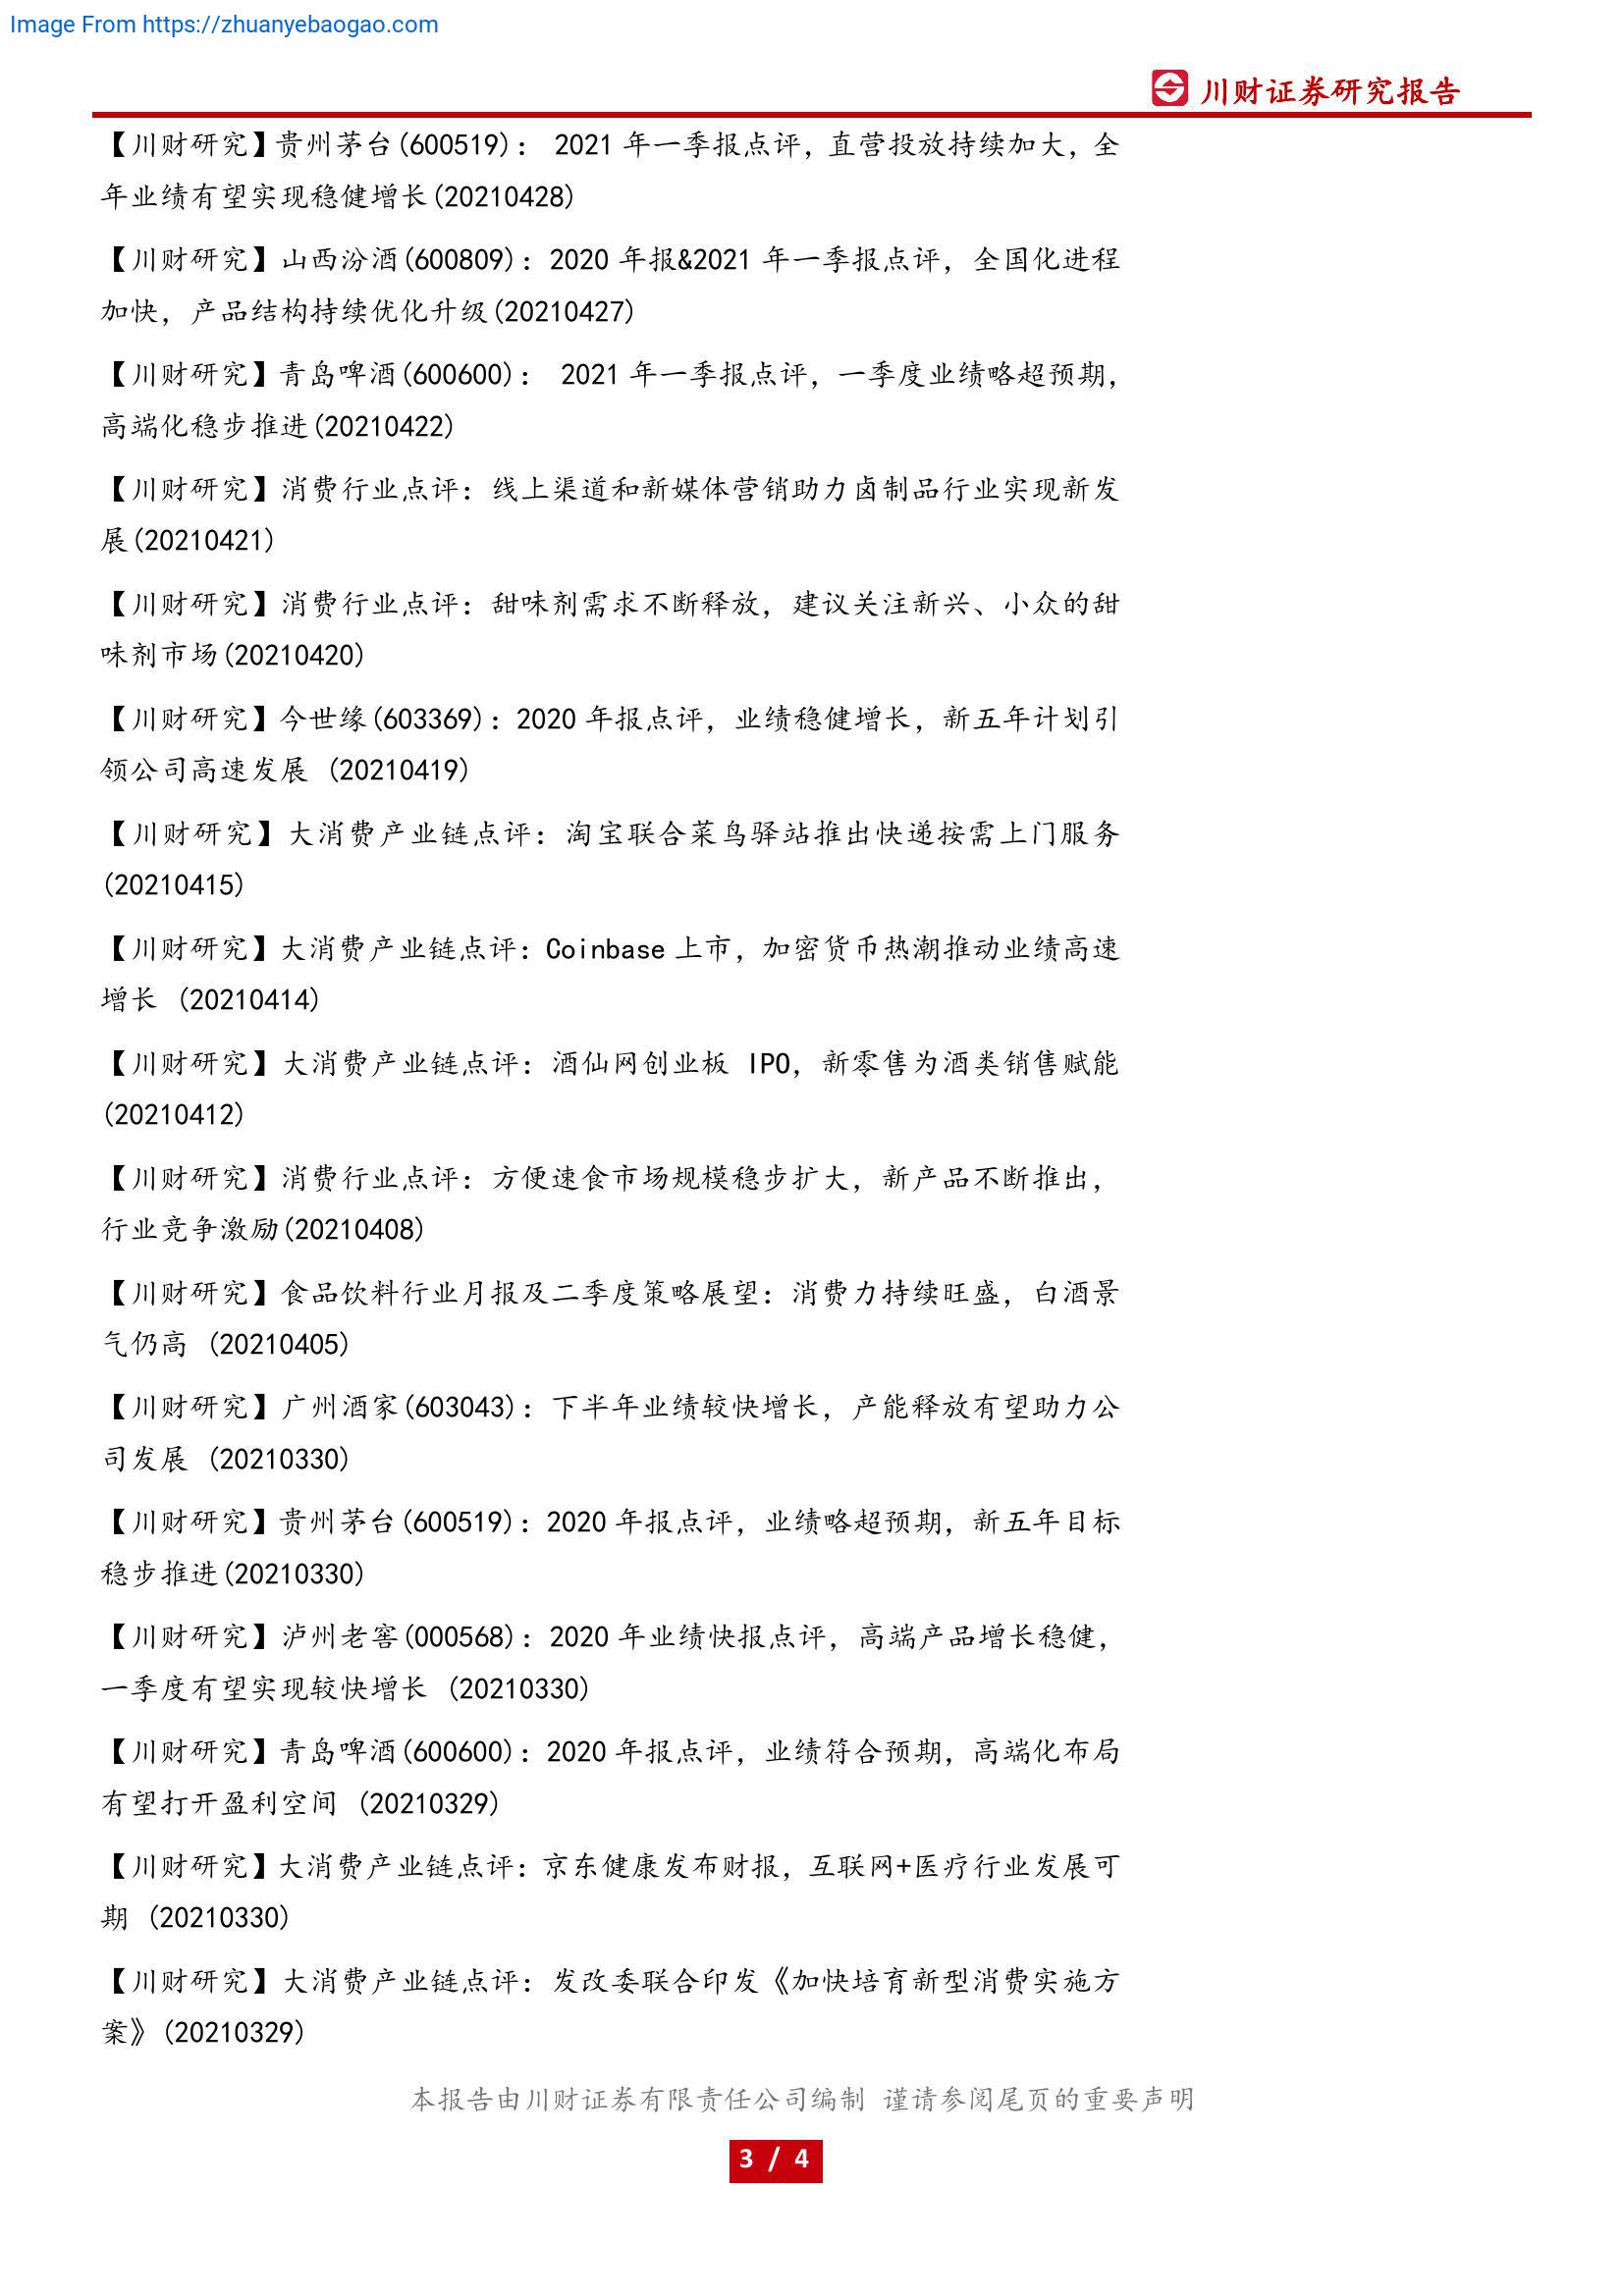 Image From https://zhuanyebaogao.com
川财证券研究报告
【川财研究】贵州茅台(600519)： 2021 年一季报点评，直营投放持续加大，全
年业绩有望实现稳健增长(20210428)
【川财研究】山西汾酒(600809)：2020 年报&2021 年一季报点评，全国化进程
加快，产品结构持续优化升级(20210427)
【川财研究】青岛啤酒(600600)： 2021 年一季报点评，一季度业绩略超预期，
高端化稳步推进(20210422)
【川财研究】消费行业点评：线上渠道和新媒体营销助力卤制品行业实现新发
展(20210421)
【川财研究】消费行业点评：甜味剂需求不断释放，建议关注新兴、小众的甜
味剂市场(20210420)
【川财研究】今世缘(603369)：2020 年报点评，业绩稳健增长，新五年计划引
领公司高速发展 (20210419)
【川财研究】大消费产业链点评：淘宝联合菜鸟驿站推出快递按需上门服务
(20210415)
【川财研究】大消费产业链点评：Coinbase 上市，加密货币热潮推动业绩高速
增长 (20210414)
【川财研究】大消费产业链点评：酒仙网创业板 IPO，新零售为酒类销售赋能
(20210412)
【川财研究】消费行业点评：方便速食市场规模稳步扩大，新产品不断推出，
行业竞争激励(20210408)
【川财研究】食品饮料行业月报及二季度策略展望：消费力持续旺盛，白酒景
气仍高 (20210405)
【川财研究】广州酒家(603043)：下半年业绩较快增长，产能释放有望助力公
司发展 (20210330)
【川财研究】贵州茅台(600519)：2020 年报点评，业绩略超预期，新五年目标
稳步推进(20210330)
【川财研究】泸州老窖(000568)：2020 年业绩快报点评，高端产品增长稳健，
一季度有望实现较快增长 (20210330)
【川财研究】青岛啤酒(600600)：2020 年报点评，业绩符合预期，高端化布局
有望打开盈利空间 (20210329)
【川财研究】大消费产业链点评：京东健康发布财报，互联网+医疗行业发展可
期 (20210330)
【川财研究】大消费产业链点评：发改委联合印发《加快培育新型消费实施方
案》(20210329)
本报告由川财证券有限责任公司编制 谨请参阅尾页的重要声明
3 / 4